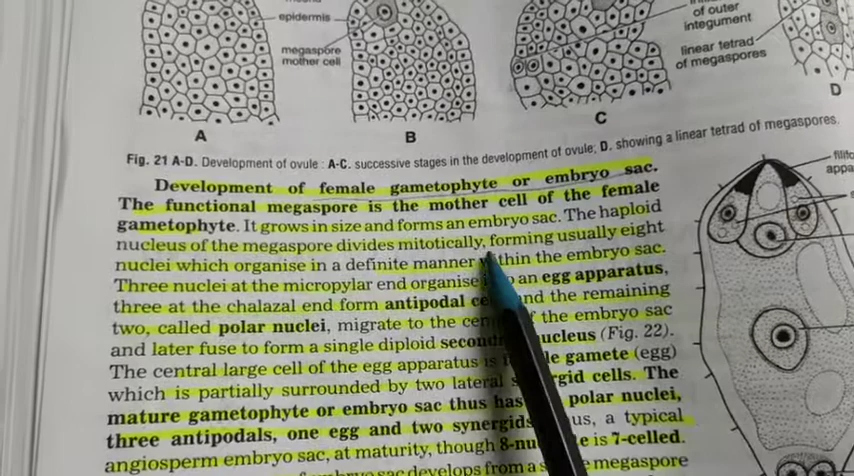 epidermis
megaspore
mother cell
of outer
integument
linear tetrad
of megaspores
A
B
C
D
Fig. 21 A-D. Development of ovule : A-C. successive stages in the development of ovule; D. showing a linear tetrad of megaspores.
Development of female gametophyte or embryo sac.
The functional megaspore is the mother cell of the female
gametophyte. It grows in size and forms an embryo sac. The haploid
nucleus of the megaspore divides mitotically, forming usually eight
nuclei which organise in a definite manner within the embryo sac.
Three nuclei at the micropylar end organise an egg apparatus,
three at the chalazal end form antipodal and the remaining
two, called polar nuclei, migrate to the the embryo sac
and later fuse to form a single diploid nucleus (Fig. 22).
The central large cell of the egg apparatus is gamete (egg)
which is partially surrounded by two lateral cells. The
mature gametophyte or embryo sac thus has polar nuclei,
three antipodals, one egg and two synergids. a typical
angiosperm embryo sac, at maturity, though is 7-celled.
develops from a megaspore